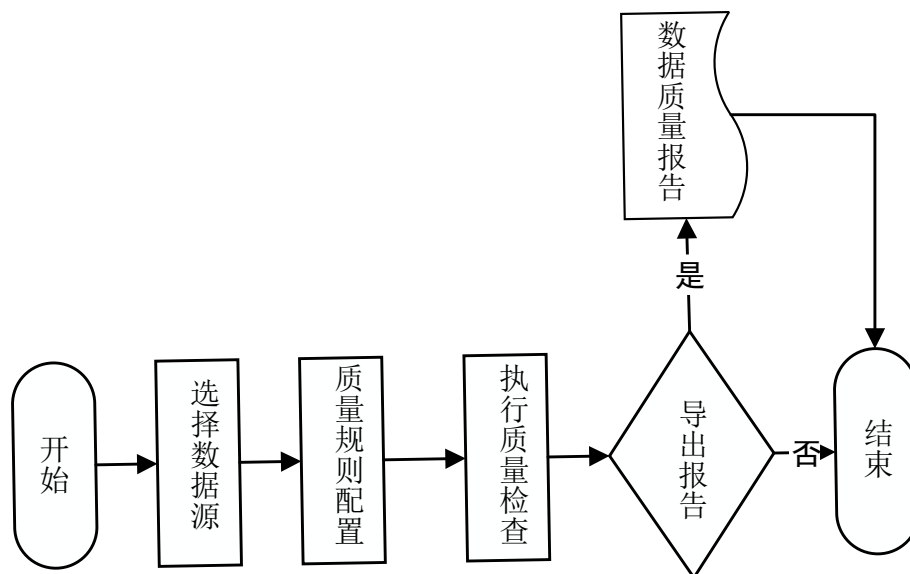 开始
选择数据源
质量规则配置
执行质量检查
导出报告
是
数据质量报告
否
结束